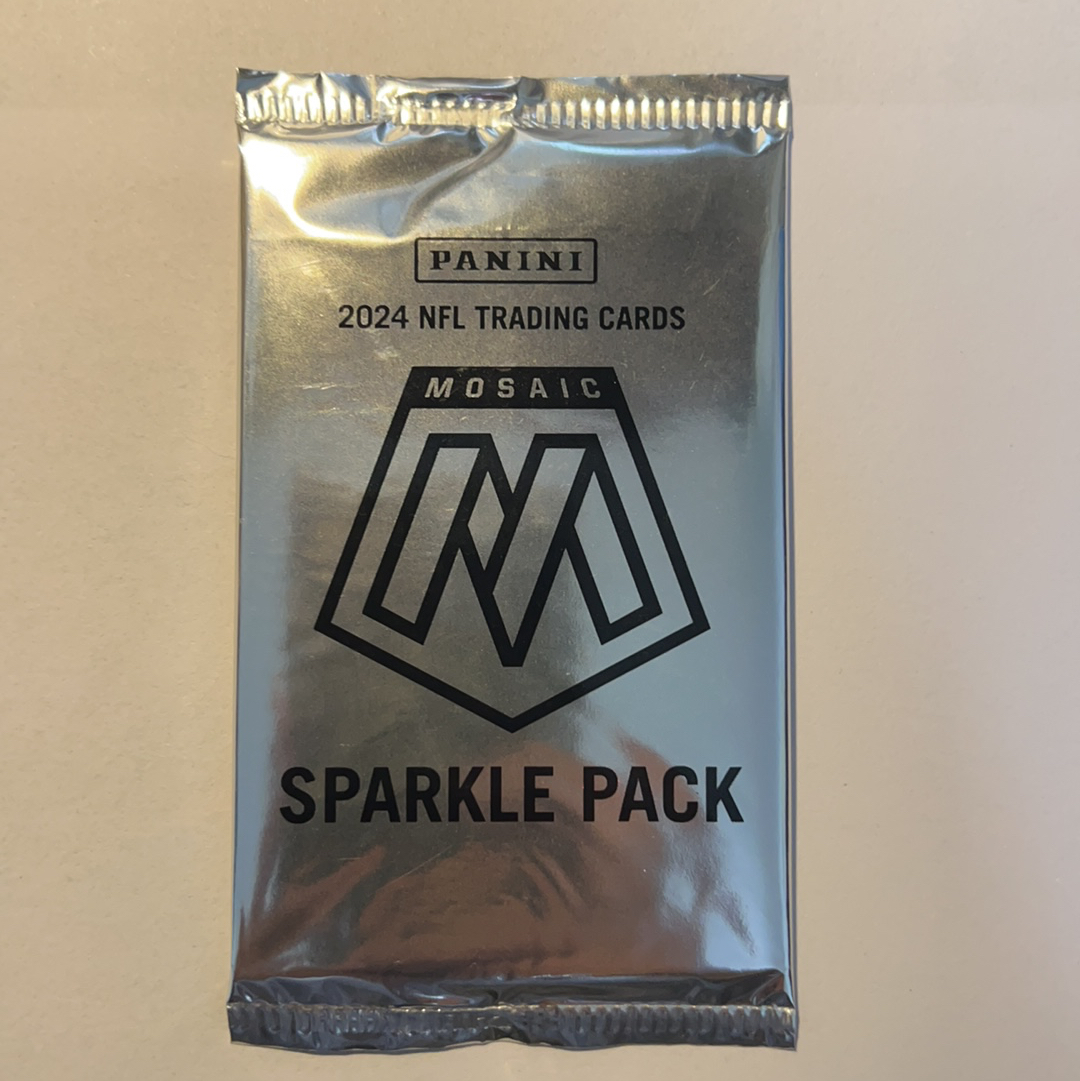 PANINI
2024 NFL TRADING CARDS
MOSAIC
M
SPARKLE PACK